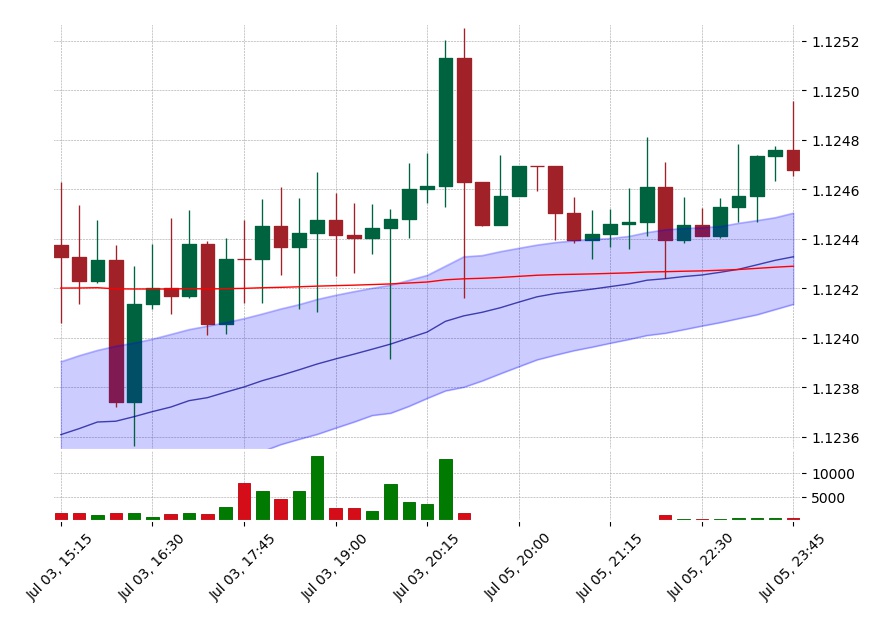 1.1252
1.1250
1.1248
1.1246
1.1244
1.1242
1.1240
1.1238
1.1236
10000
5000
Jul 03, 15:15
Jul 03, 16:30
Jul 03, 17:45
Jul 03, 19:00
Jul 03, 20:15
Jul 05, 20:00
Jul 05, 21:15
Jul 05, 22:30
Jul 05, 23:45